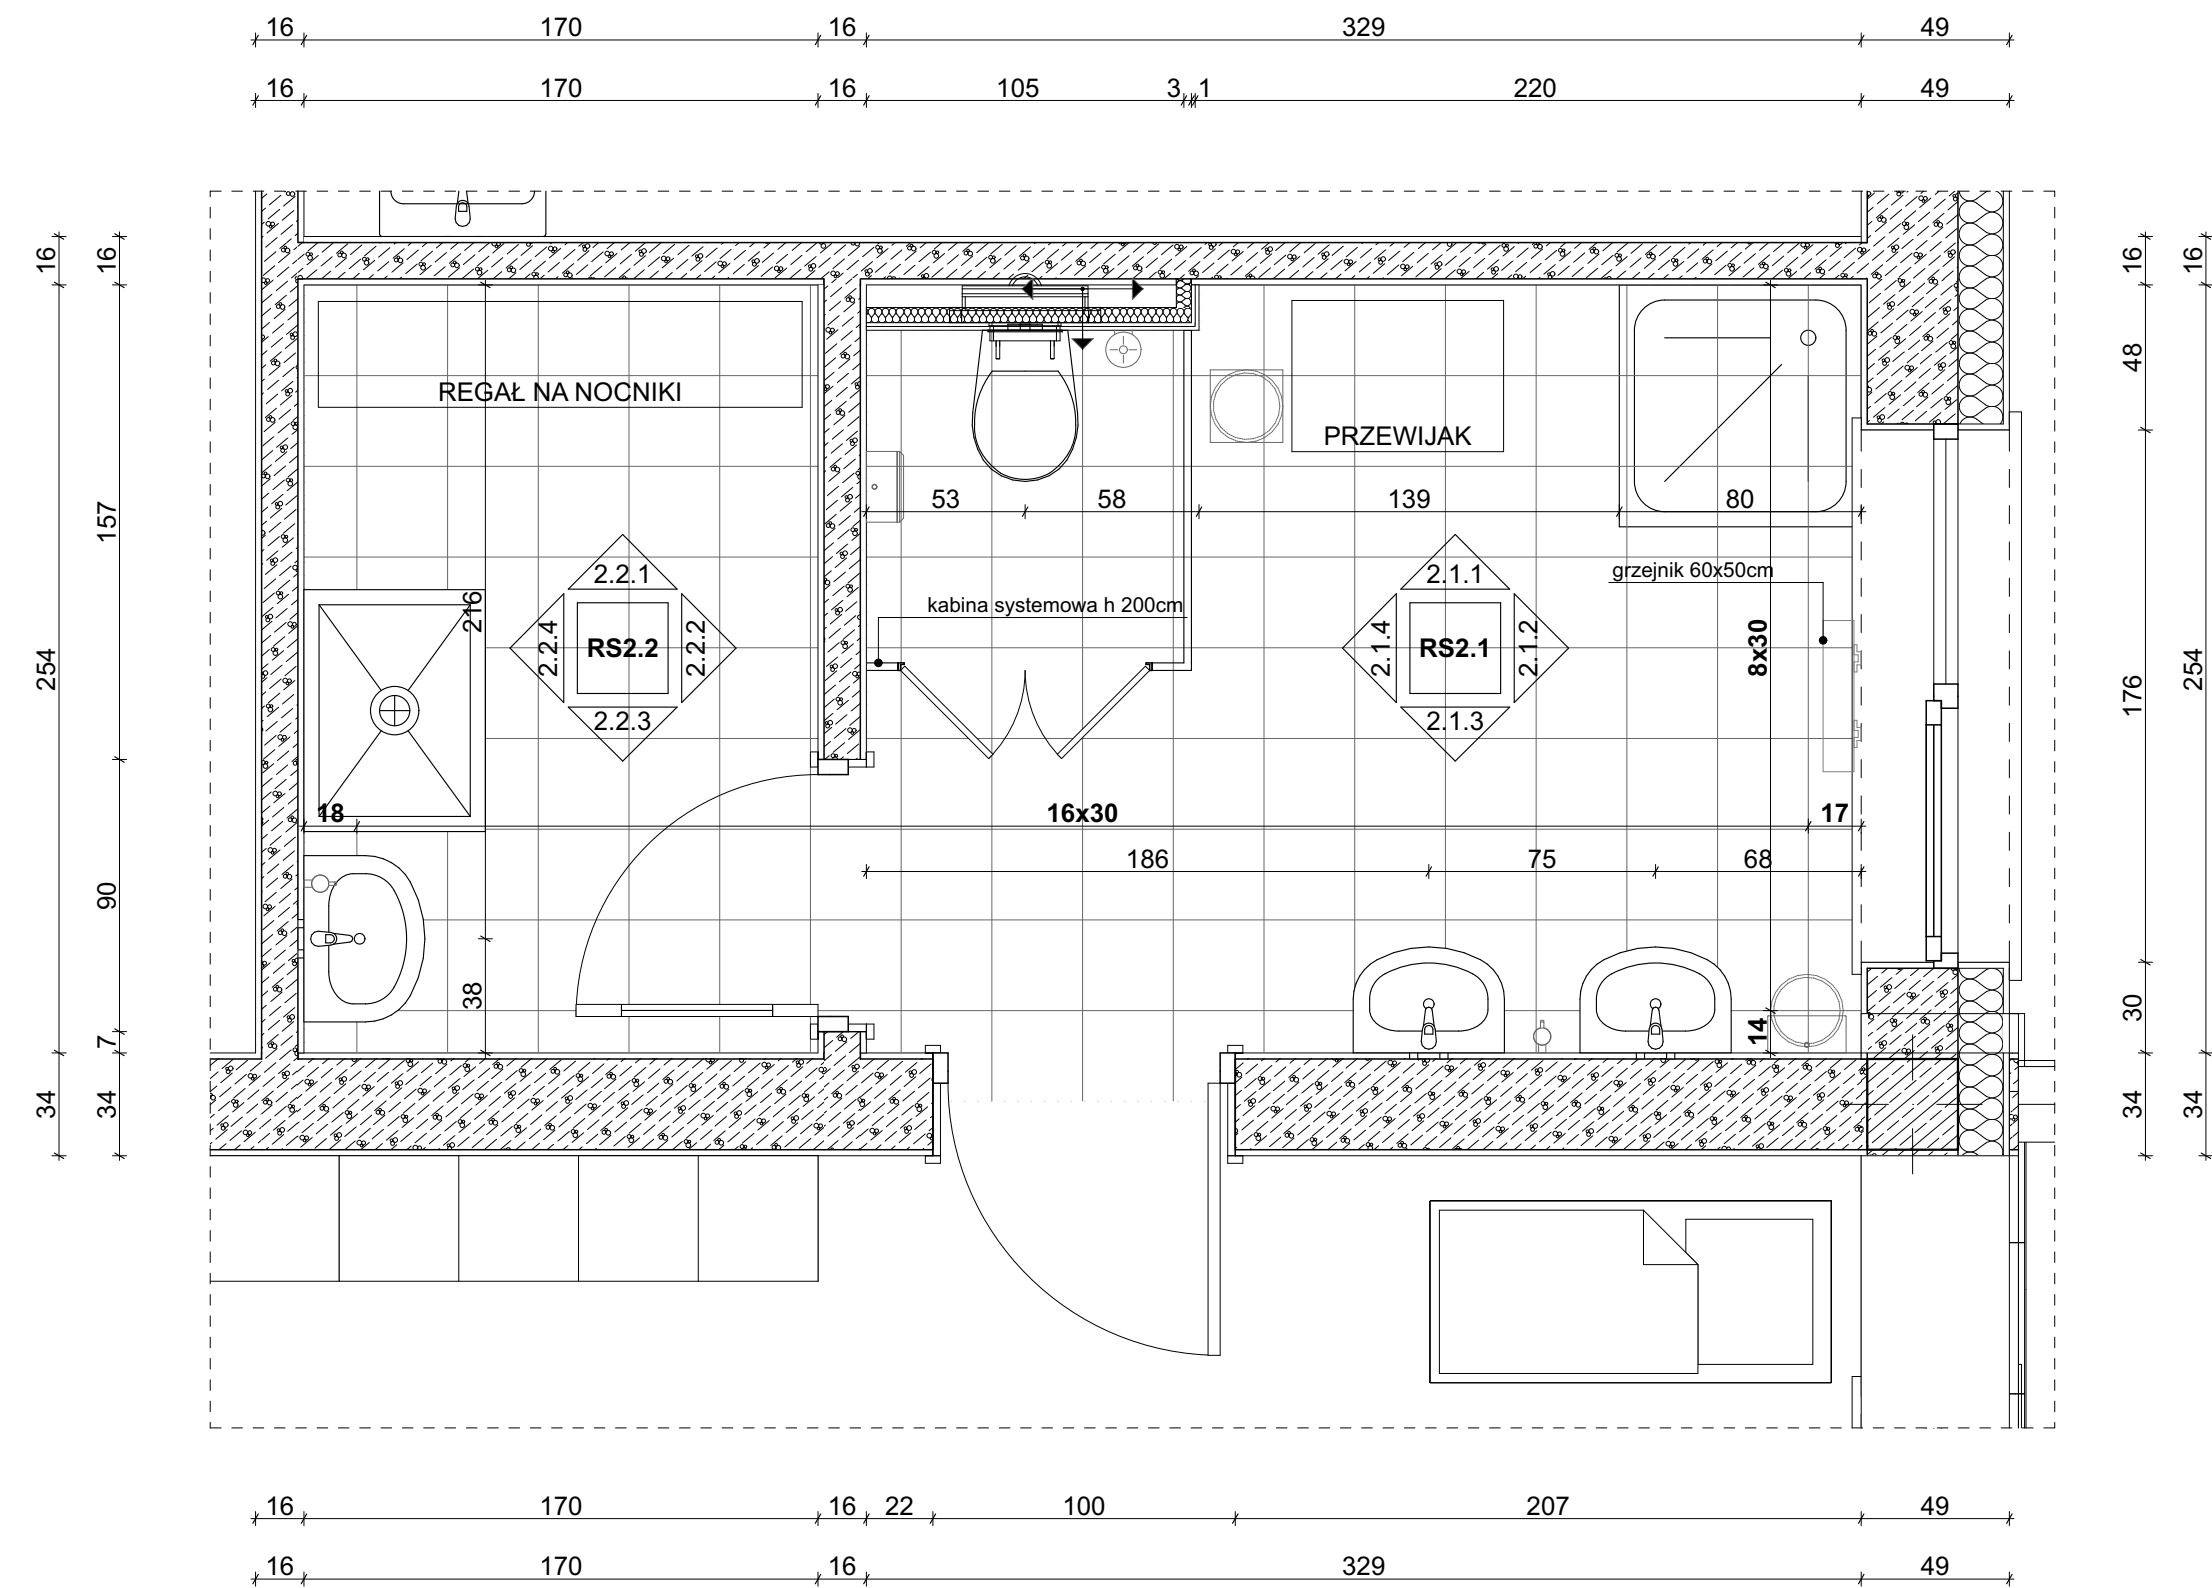 16 170 16 329 49
16 170 16 105 3 1 220 49
16 16 16 16
REGAŁ NA NOCNIKI
PRZEWIJAK
48
157
53 58 139 80
2.2.1
2.1.1
grzejnik 60x50cm
kabina systemowa h 200cm
216
254
2.2.4 RS2.2 2.2.2
2.1.4 RS2.1 2.1.2
8x30
176
254
2.2.3
2.1.3
18 16x30 17
186 75 68
90
38
14
30
7
34 34 34 34
16 170 16 22 100 207 49
16 170 16 329 49